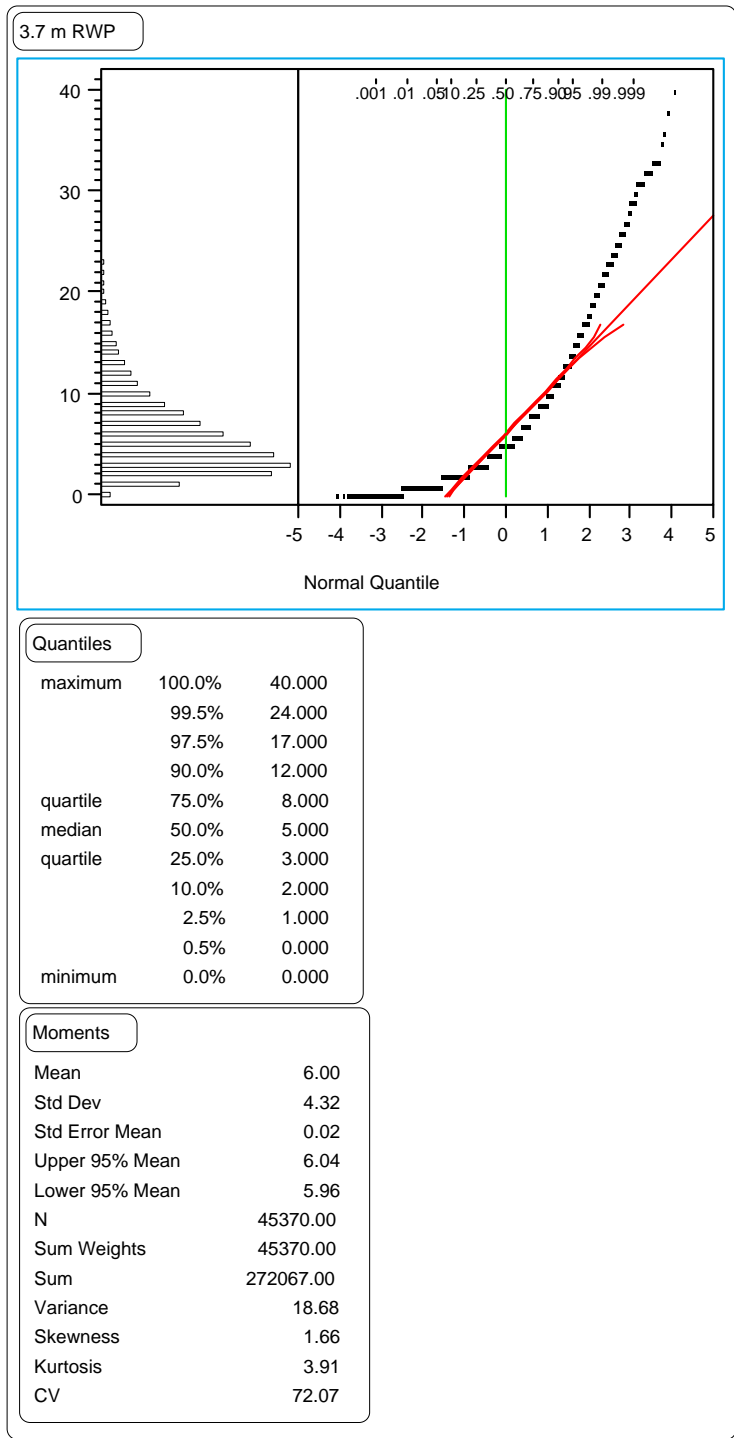 3.7 m RWP
.001 .01 .05 .10 .25 .50 .75 .90 .95 .99 .999
40
30
20
10
0
-5 -4 -3 -2 -1 0 1 2 3 4 5
Normal Quantile
Quantiles
maximum 100.0% 40.000
99.5% 24.000
97.5% 17.000
90.0% 12.000
quartile 75.0% 8.000
median 50.0% 5.000
quartile 25.0% 3.000
10.0% 2.000
2.5% 1.000
0.5% 0.000
minimum 0.0% 0.000
Moments
Mean 6.00
Std Dev 4.32
Std Error Mean 0.02
Upper 95% Mean 6.04
Lower 95% Mean 5.96
N 45370.00
Sum Weights 45370.00
Sum 272067.00
Variance 18.68
Skewness 1.66
Kurtosis 3.91
CV 72.07